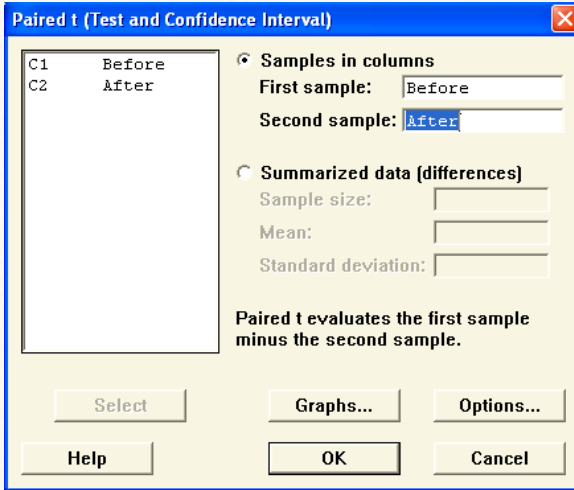 Paired t (Test and Confidence Interval)
C1 Before
C2 After
Samples in columns
First sample: Before
Second sample: After
Summarized data (differences)
Sample size:
Mean:
Standard deviation:
Paired t evaluates the first sample
minus the second sample.
Select
Graphs...
Options...
Help
OK
Cancel